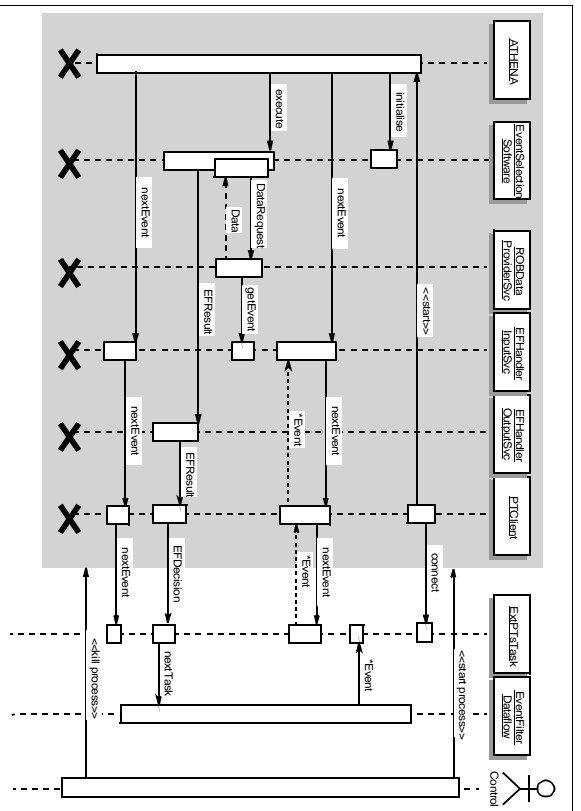 ATHENA
EventSelection
Software
ROBData
ProviderSvc
EFHandler
InputSvc
EFHandler
OutputSvc
PTClient
ExtPTsTask
EventFilter
Dataflow
Control
<<start process>>
connect
<<start>>
initialise
*Event
nextEvent
nextEvent
nextEvent
*Event
*Event
execute
DataRequest
getEvent
Data
EFResult
EFResult
EFDecision
nextTask
nextEvent
nextEvent
nextEvent
<<kill process>>